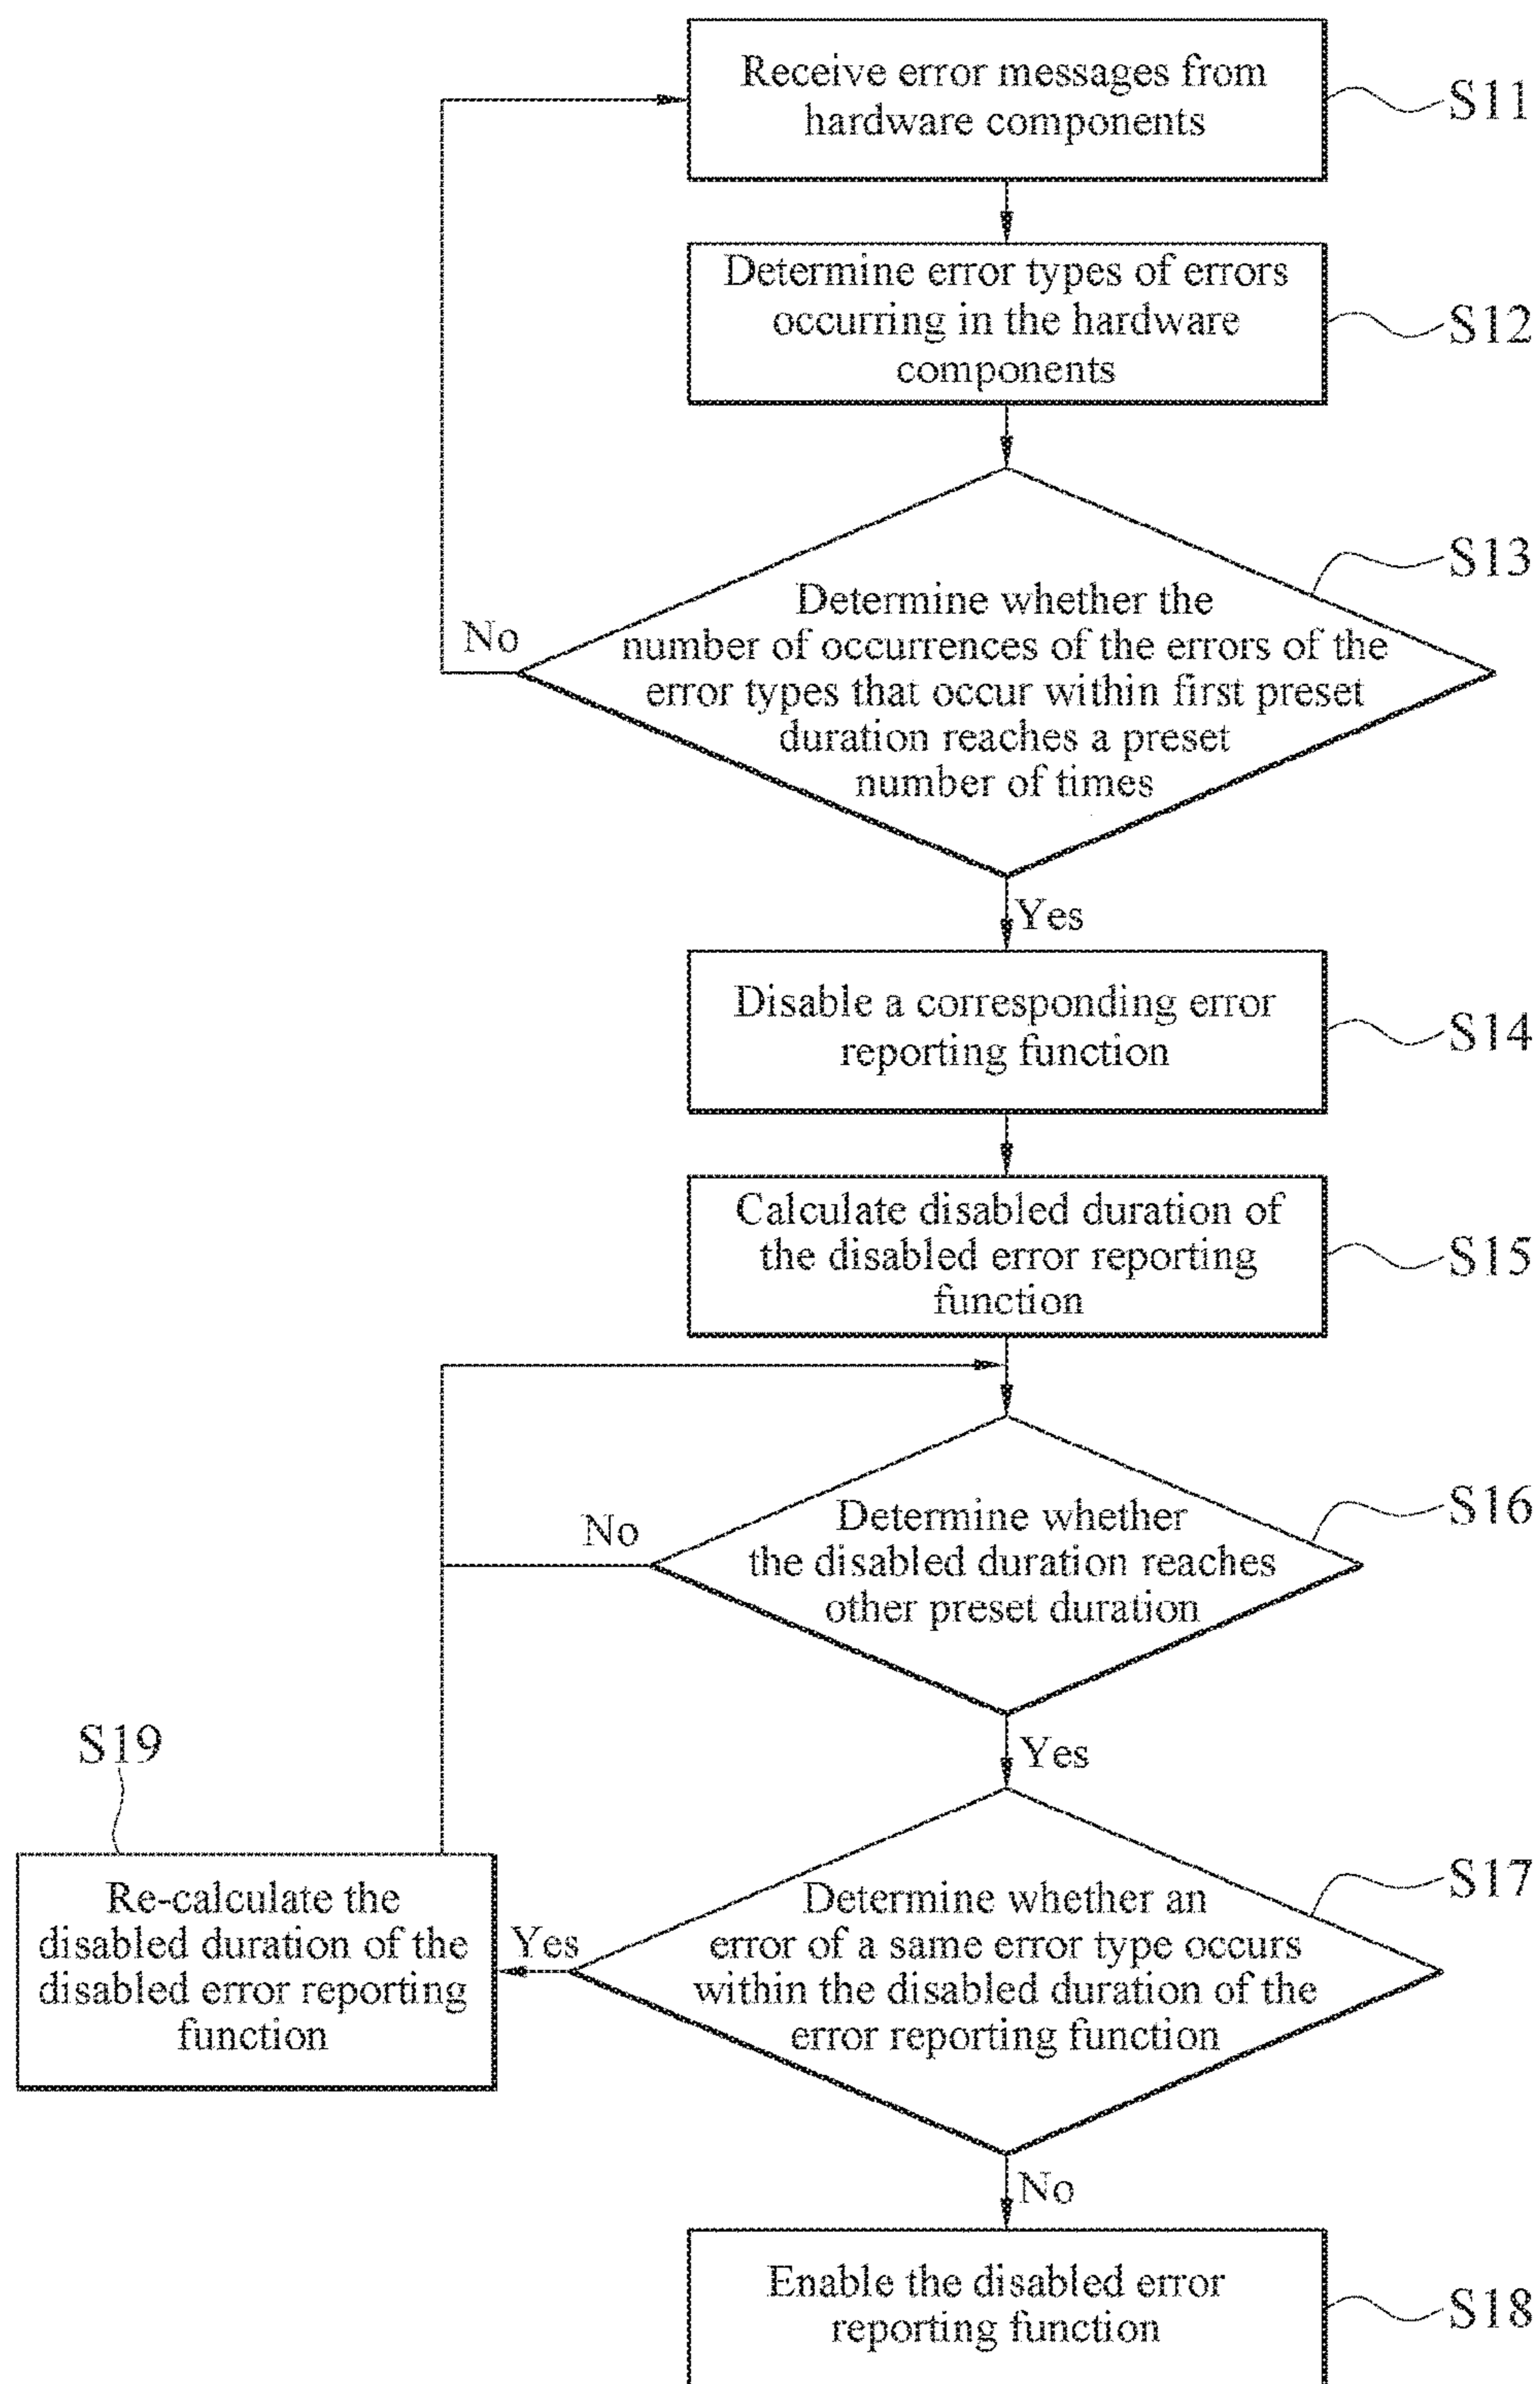 Receive error messages from
hardware components
S11
Determine error types of errors
occurring in the hardware
components
S12
S13
Determine whether the
number of occurrences of the errors of the
error types that occur within first preset
duration reaches a preset
number of times
No
Yes
Disable a corresponding error
reporting function
S14
Calculate disabled duration of
the disabled error reporting
function
S15
Determine whether
the disabled duration reaches
other preset duration
S16
No
Yes
S19
Re-calculate the
disabled duration of the
disabled error reporting
function
Yes
Determine whether an
error of a same error type occurs
within the disabled duration of the
error reporting function
S17
No
Enable the disabled error
reporting function
S18